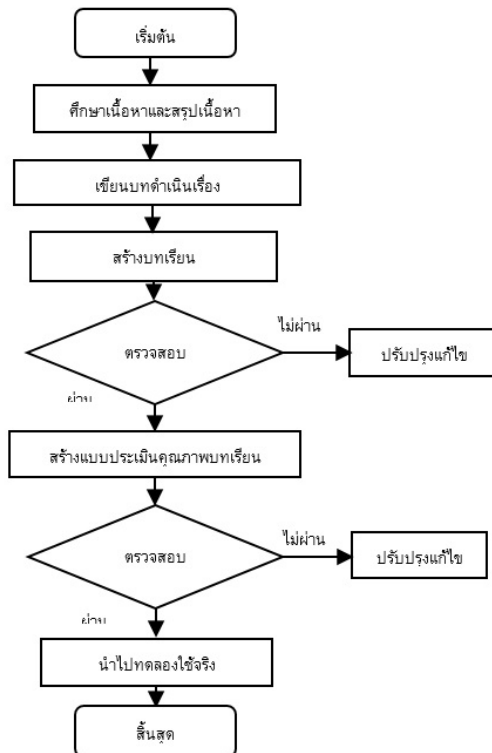 เริ่มต้น
ศึกษาเนื้อหาและสรุปเนื้อหา
เขียนบทดำเนินเรื่อง
สร้างบทเรียน
ไม่ผ่าน
ตรวจสอบ
ปรับปรุงแก้ไข
ผ่าน
สร้างแบบประเมินคุณภาพบทเรียน
ไม่ผ่าน
ตรวจสอบ
ปรับปรุงแก้ไข
ผ่าน
นำไปทดลองใช้จริง
สิ้นสุด